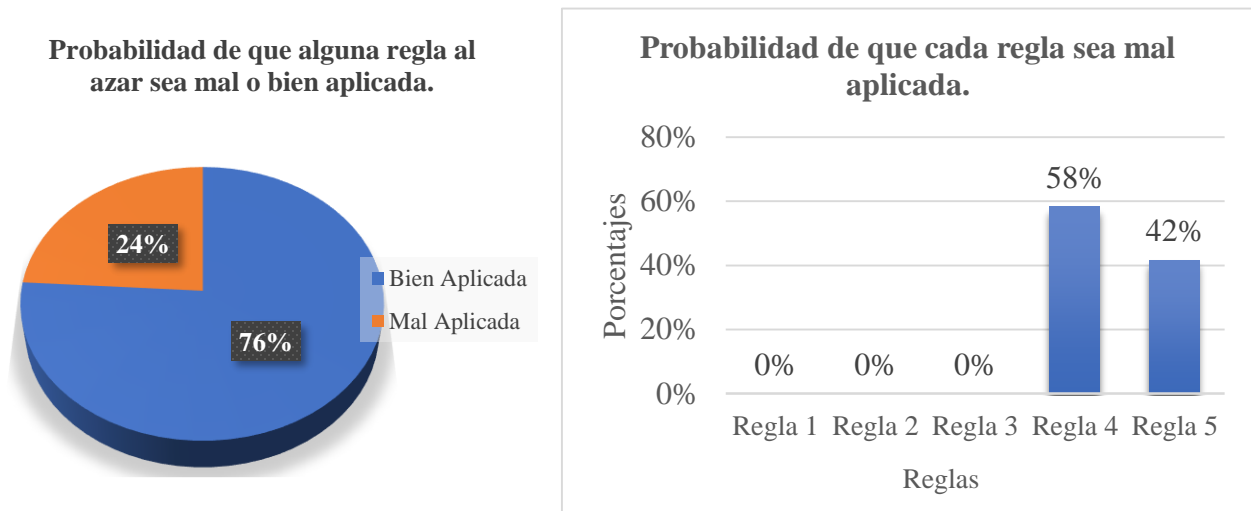 Probabilidad de que alguna regla al
azar sea mal o bien aplicada.
24%
76%
Bien Aplicada
Mal Aplicada
Probabilidad de que cada regla sea mal
aplicada.
Porcentajes
80%
60%
40%
20%
0%
0%
0%
0%
58%
42%
Regla 1
Regla 2
Regla 3
Regla 4
Regla 5
Reglas